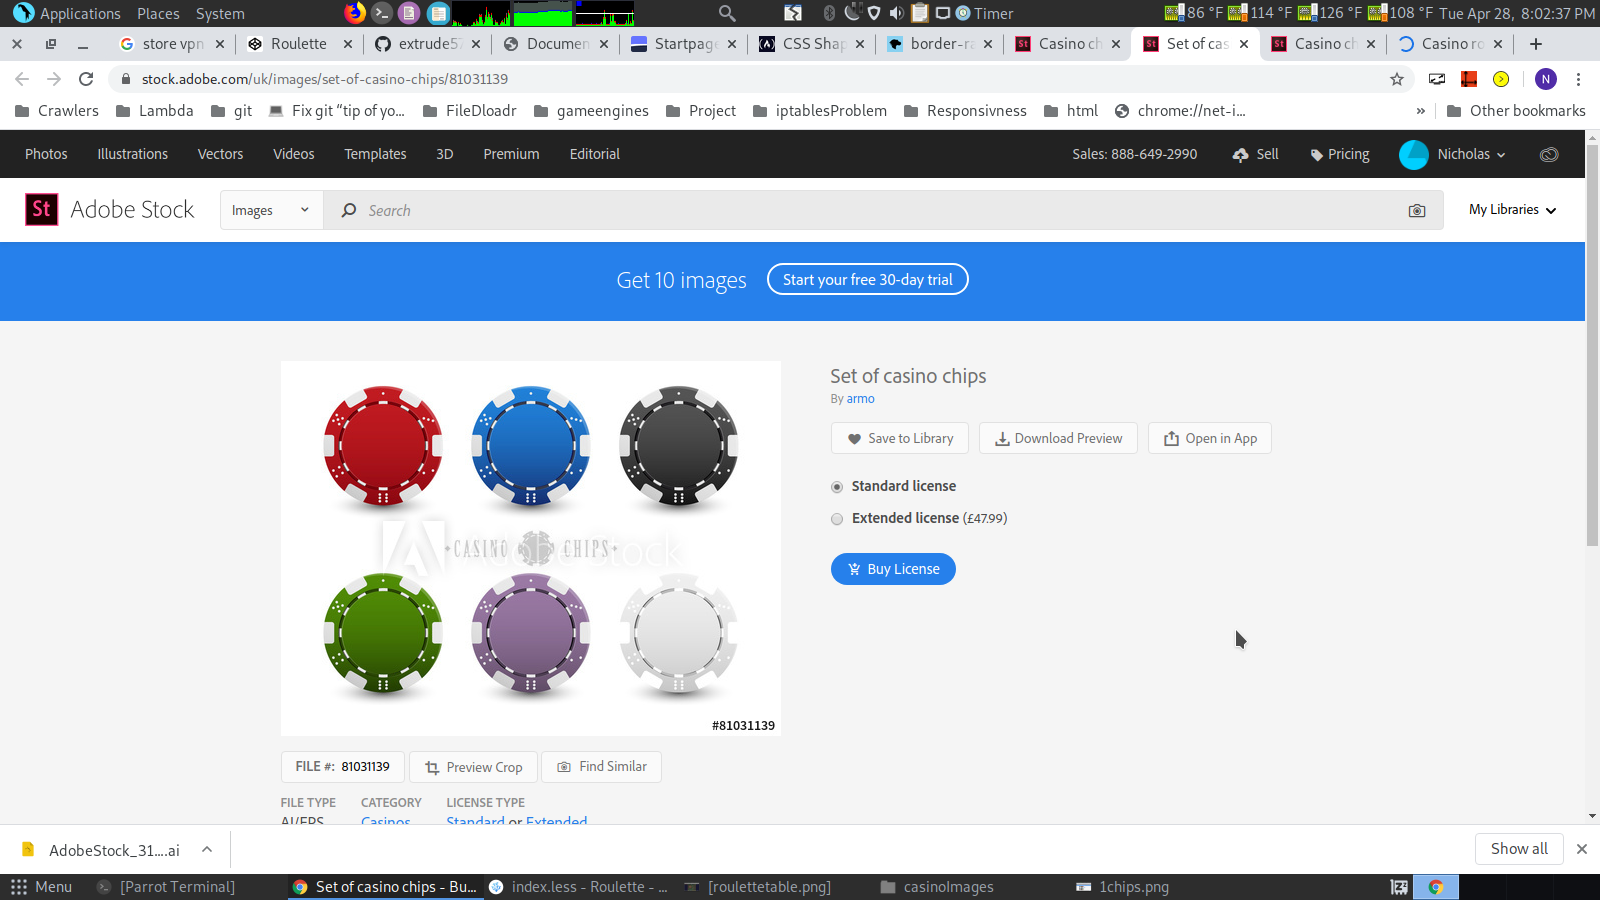 Applications Places System Timer 86 °F 114 °F 126 °F 108 °F Tue Apr 28, 8:02:37 PM
store vpn Roulette extrude57 Documen Startpage CSS Shap border-ra Casino ch Set of cas Casino ch Casino ro
stock.adobe.com/uk/images/set-of-casino-chips/81031139 N
Crawlers Lambda git Fix git “tip of yo... FileDloadr gameengines Project iptablesProblem Responsivness html chrome://net-i... » Other bookmarks
Photos Illustrations Vectors Videos Templates 3D Premium Editorial Sales: 888-649-2990 Sell Pricing Nicholas
St Adobe Stock Images Search My Libraries
Get 10 images Start your free 30-day trial
Set of casino chips
By armo
Save to Library Download Preview Open in App
Standard license
Extended license (£47.99)
Buy License
CASINO CHIPS
Adobe Stock
#81031139
FILE #: 81031139 Preview Crop Find Similar
FILE TYPE CATEGORY LICENSE TYPE
AI/EPS Casinos Standard or Extended
AdobeStock_31....ai Show all
Menu [Parrot Terminal] Set of casino chips - Bu... index.less - Roulette - ... [roulettetable.png] casinoImages 1chips.png